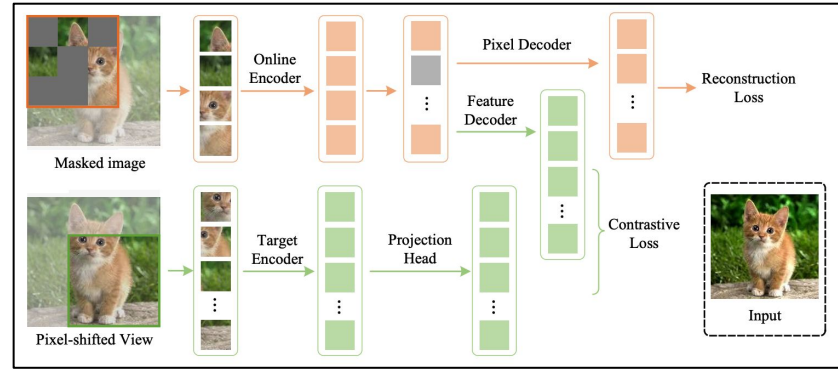 Online
Encoder
Pixel Decoder
Feature
Decoder
Reconstruction
Loss
Masked image
Target
Encoder
Projection
Head
Contrastive
Loss
Pixel-shifted View
Input